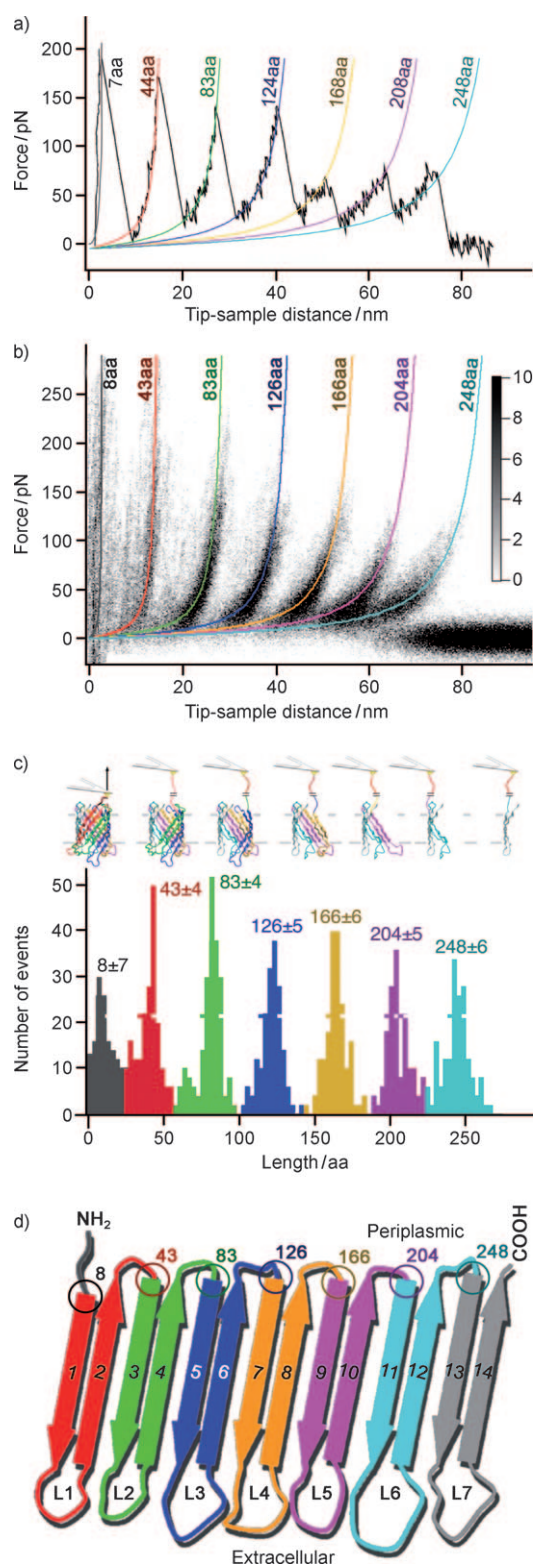 a)
Force / pN
200
150
100
50
0
7aa
44aa
83aa
124aa
168aa
208aa
248aa
0 20 40 60 80
Tip-sample distance / nm
b)
Force / pN
250
200
150
100
50
0
8aa
43aa
83aa
126aa
166aa
204aa
248aa
10
8
6
4
2
0
0 20 40 60 80
Tip-sample distance / nm
c)
Number of events
50
40
30
20
10
0
8±7
43±4
83±4
126±5
166±6
204±5
248±6
0 50 100 150 200 250
Length / aa
d)
NH2
Periplasmic
COOH
8 43 83 126 166 204 248
1 2 3 4 5 6 7 8 9 10 11 12 13 14
L1 L2 L3 L4 L5 L6 L7
Extracellular